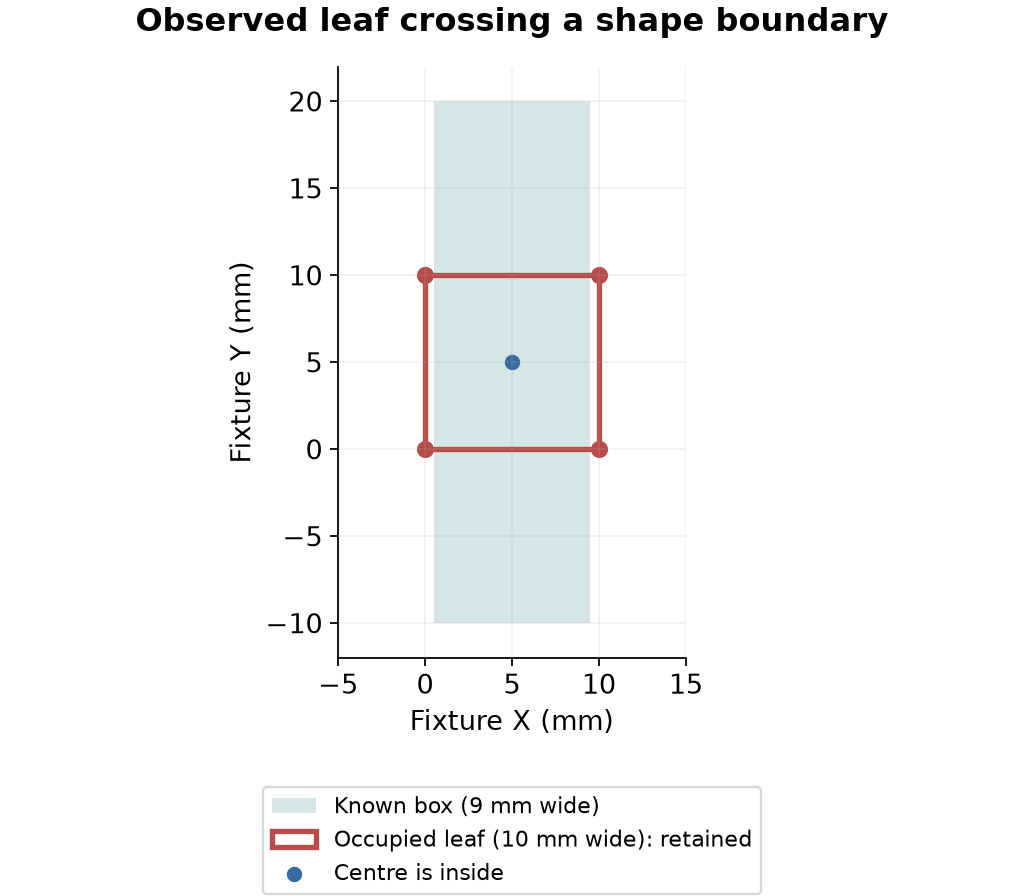 Observed leaf crossing a shape boundary
20
15
10
5
0
−5
−10
Fixture Y (mm)
−5 0 5 10 15
Fixture X (mm)
Known box (9 mm wide)
Occupied leaf (10 mm wide): retained
Centre is inside